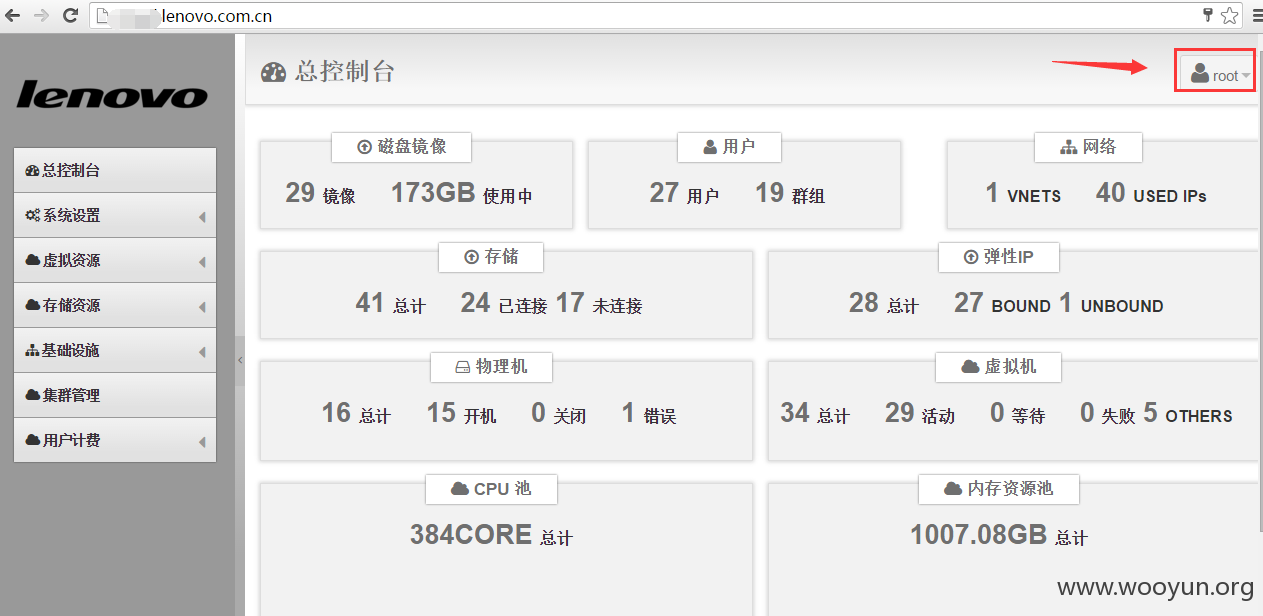 lenovo.com.cn
lenovo
总控制台
root
总控制台
系统设置
虚拟资源
存储资源
基础设施
集群管理
用户计费
磁盘镜像
29 镜像 173GB 使用中
用户
27 用户 19 群组
网络
1 VNETS 40 USED IPs
存储
41 总计 24 已连接 17 未连接
弹性IP
28 总计 27 BOUND 1 UNBOUND
物理机
16 总计 15 开机 0 关闭 1 错误
虚拟机
34 总计 29 活动 0 等待 0 失败 5 OTHERS
CPU 池
384CORE 总计
内存资源池
1007.08GB 总计
www.wooyun.org